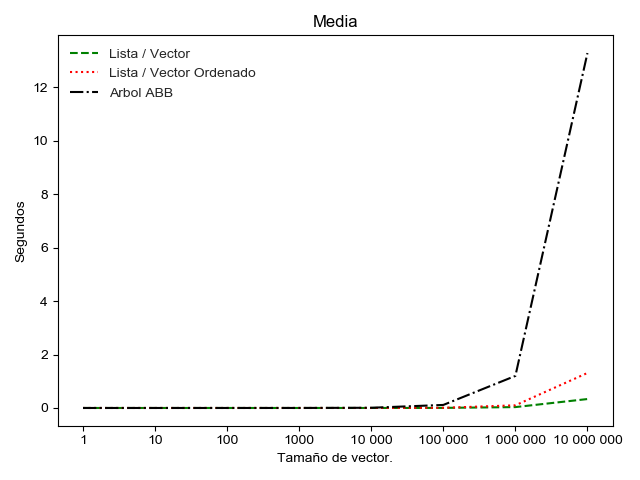 Media
Lista / Vector
Lista / Vector Ordenado
Arbol ABB
Segundos
12
10
8
6
4
2
0
1 10 100 1000 10 000 100 000 1 000 000 10 000 000
Tamaño de vector.